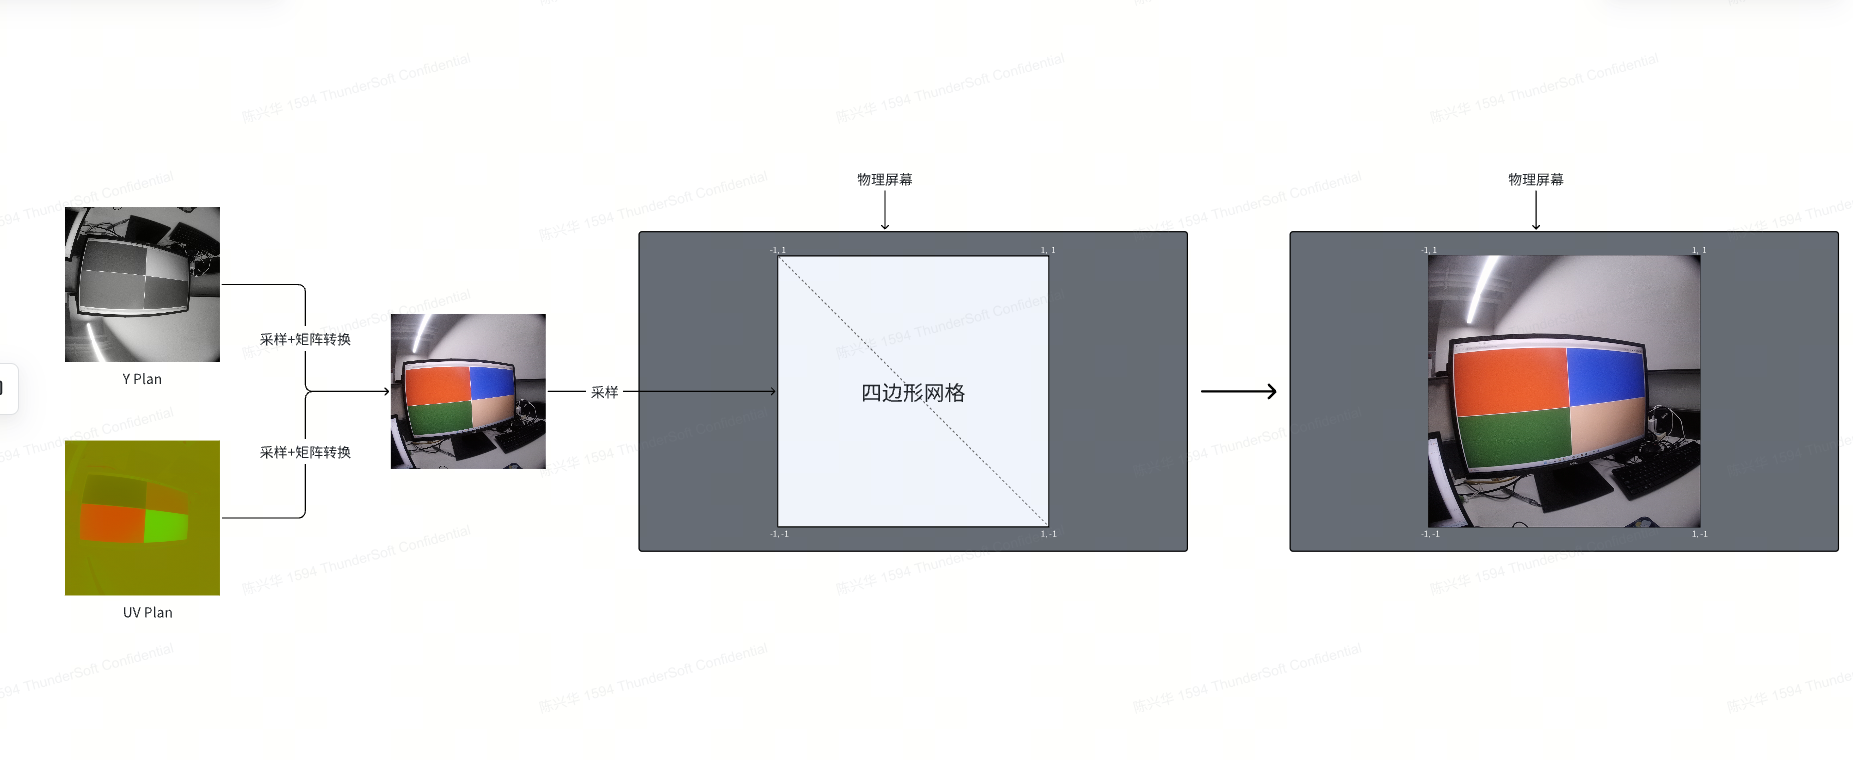 Y Plan
UV Plan
采样+矩阵转换
采样+矩阵转换
采样
物理屏幕
-1, 1
1, 1
四边形网格
-1, -1
1, -1
物理屏幕
-1, 1
1, 1
-1, -1
1, -1
陈兴华 1594 ThunderSoft Confidential